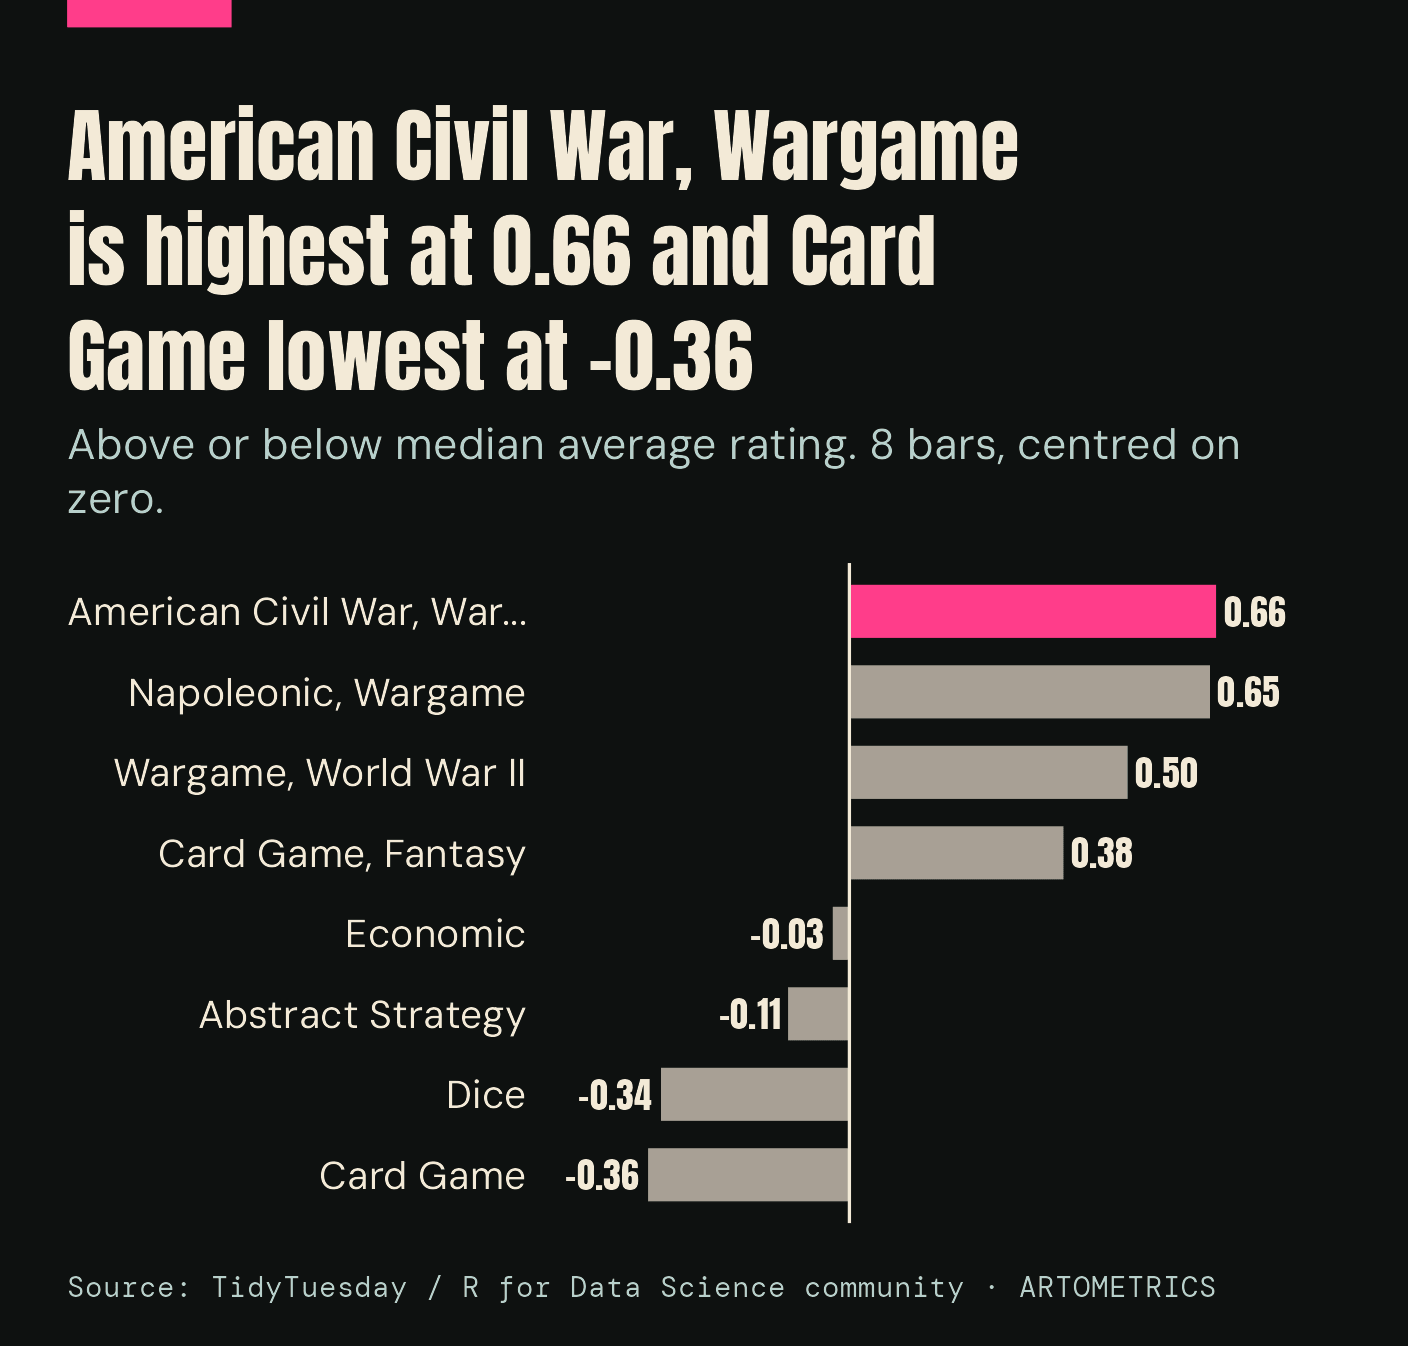 American Civil War, Wargame
is highest at 0.66 and Card
Game lowest at -0.36
Above or below median average rating. 8 bars, centred on
zero.
American Civil War, War... 0.66
Napoleonic, Wargame 0.65
Wargame, World War II 0.50
Card Game, Fantasy 0.38
Economic -0.03
Abstract Strategy -0.11
Dice -0.34
Card Game -0.36
Source: TidyTuesday / R for Data Science community · ARTOMETRICS